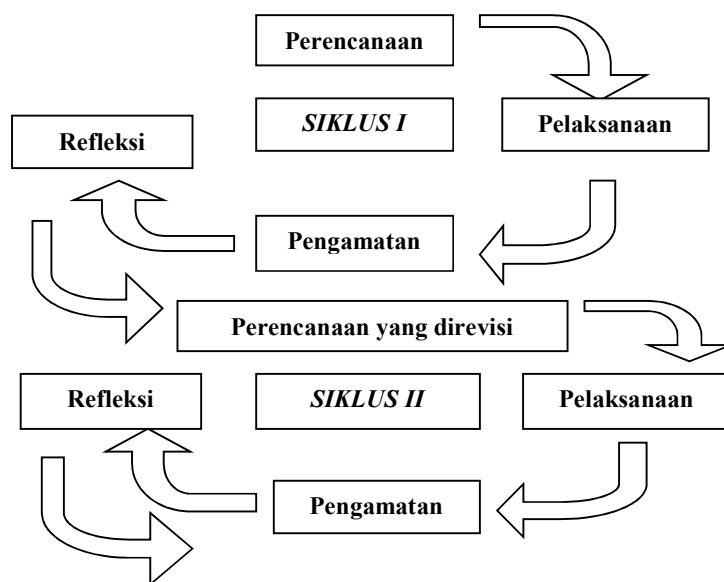 Perencanaan
Refleksi
SIKLUS I
Pelaksanaan
Pengamatan
Perencanaan yang direvisi
Refleksi
SIKLUS II
Pelaksanaan
Pengamatan